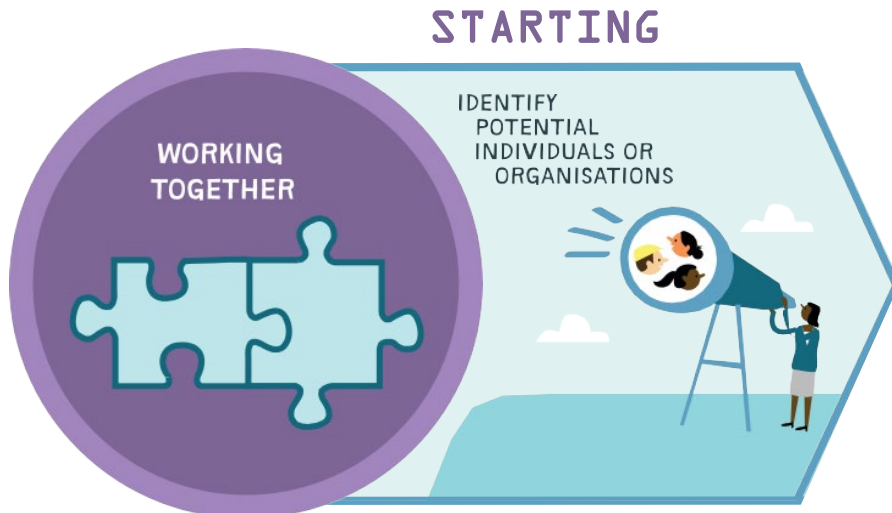 STARTING
WORKING
TOGETHER
IDENTIFY
POTENTIAL
INDIVIDUALS OR
ORGANISATIONS